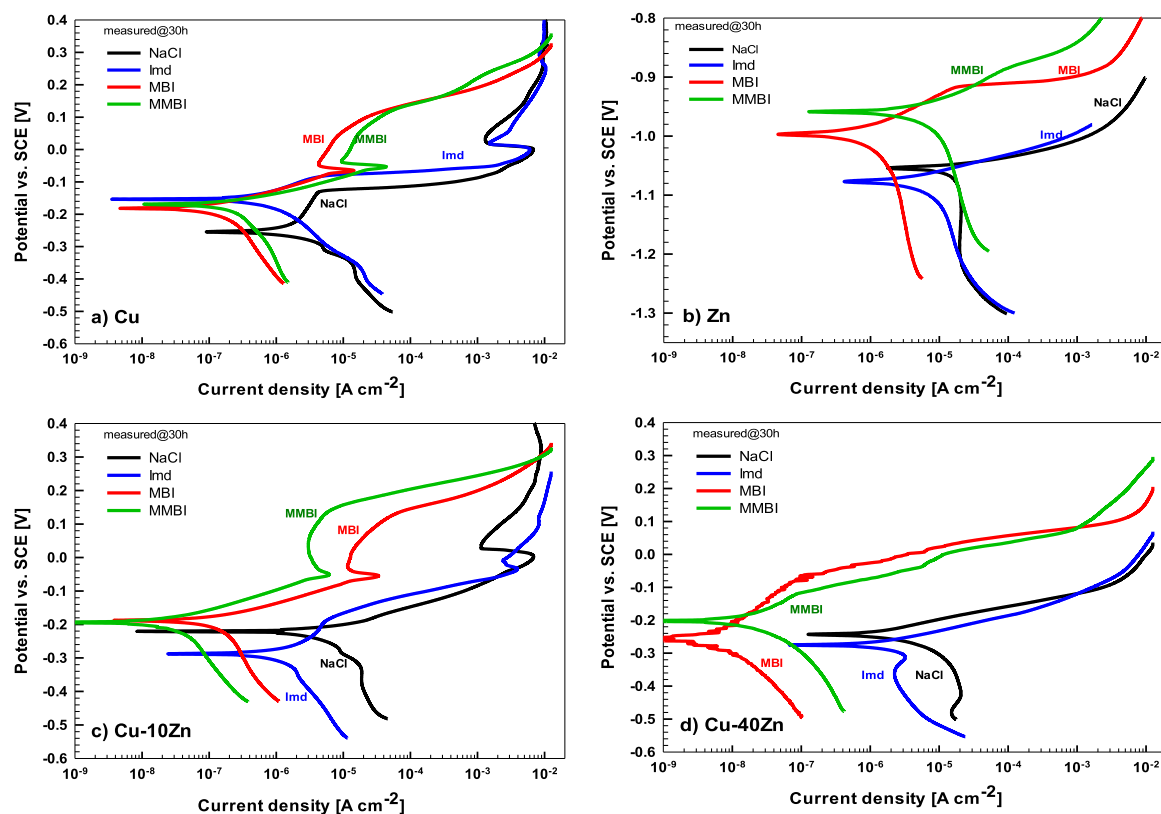 measured@30h
NaCl
Imd
MBI
MMBI
MBI
MMBI
Imd
NaCl
a) Cu
Potential vs. SCE [V]
0.4
0.3
0.2
0.1
0.0
-0.1
-0.2
-0.3
-0.4
-0.5
-0.6
10-9
10-8
10-7
10-6
10-5
10-4
10-3
10-2
Current density [A cm-2]
measured@30h
NaCl
Imd
MBI
MMBI
MMBI
MBI
NaCl
Imd
b) Zn
Potential vs. SCE [V]
-0.8
-0.9
-1.0
-1.1
-1.2
-1.3
10-9
10-8
10-7
10-6
10-5
10-4
10-3
10-2
Current density [A cm-2]
measured@30h
NaCl
Imd
MBI
MMBI
MMBI
MBI
NaCl
Imd
c) Cu-10Zn
Potential vs. SCE [V]
0.4
0.3
0.2
0.1
0.0
-0.1
-0.2
-0.3
-0.4
-0.5
-0.6
10-9
10-8
10-7
10-6
10-5
10-4
10-3
10-2
Current density [A cm-2]
measured@30h
NaCl
Imd
MBI
MMBI
MMBI
MBI
Imd
NaCl
d) Cu-40Zn
Potential vs. SCE [V]
0.4
0.3
0.2
0.1
0.0
-0.1
-0.2
-0.3
-0.4
-0.5
-0.6
10-9
10-8
10-7
10-6
10-5
10-4
10-3
10-2
Current density [A cm-2]